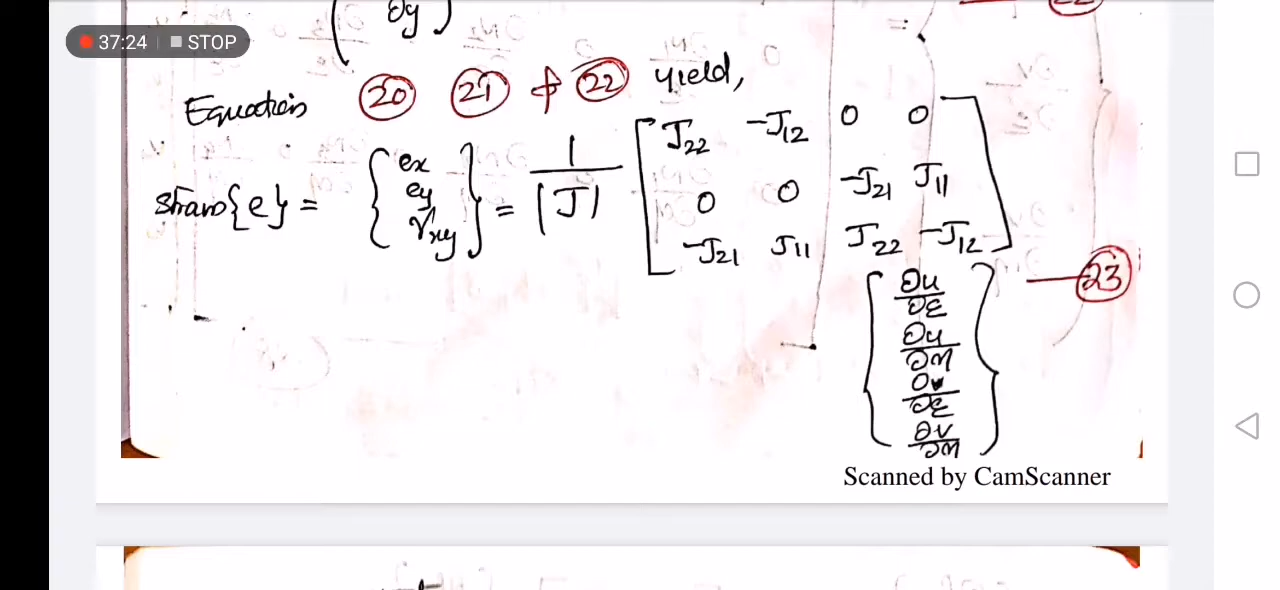 ∂y
22
37:24 STOP
Equations 20 21 & 22 yield,
strain {e} = { ex ey γxy } = 1/|J| [ J22 -J12 0 0
0 0 -J21 J11
-J21 J11 J22 -J12 ]
{ ∂u/∂ε — 23
∂u/∂η
∂v/∂ε
∂v/∂η }
Scanned by CamScanner